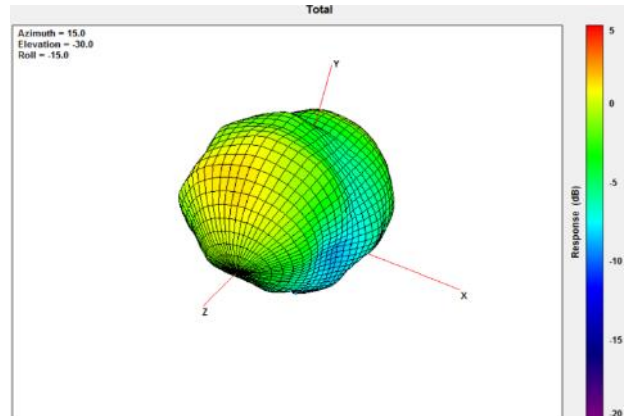 Total
Azimuth = 15.0
Elevation = -30.0
Roll = -15.0
Y
X
Z
5
0
-5
-10
-15
-20
Response (dB)